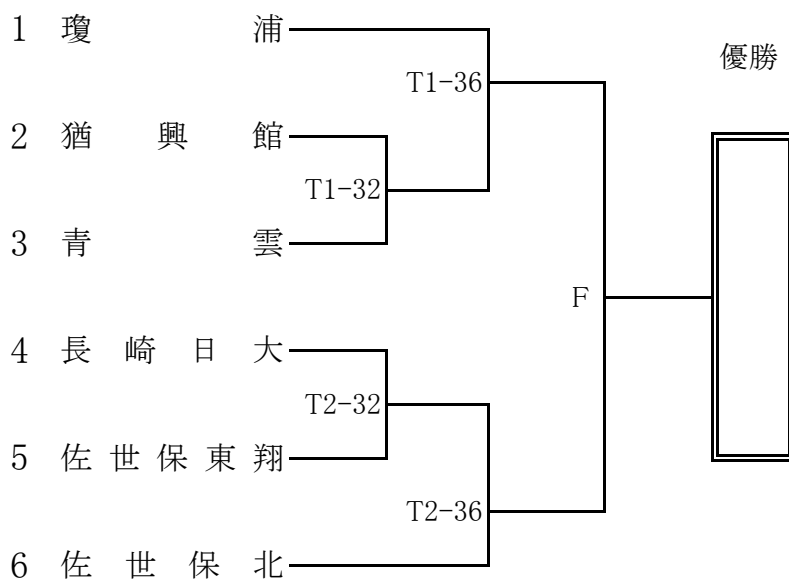 1 瓊浦
優勝
T1-36
2 猶興館
T1-32
3 青雲
F
4 長崎日大
T2-32
5 佐世保東翔
T2-36
6 佐世保北